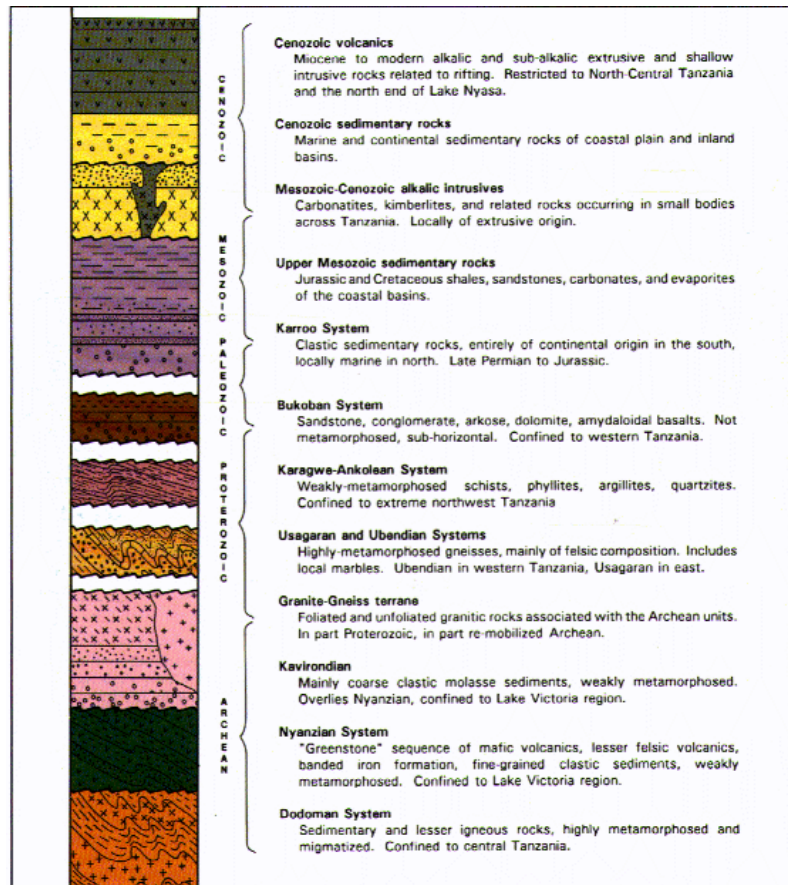 CENOZOIC
Cenozoic volcanics
Miocene to modern alkalic and sub-alkalic extrusive and shallow
intrusive rocks related to rifting. Restricted to North-Central Tanzania
and the north end of Lake Nyasa.
Cenozoic sedimentary rocks
Marine and continental sedimentary rocks of coastal plain and inland
basins.
Mesozoic-Cenozoic alkalic intrusives
Carbonatites, kimberlites, and related rocks occurring in small bodies
across Tanzania. Locally of extrusive origin.
MESOZOIC
Upper Mesozoic sedimentary rocks
Jurassic and Cretaceous shales, sandstones, carbonates, and evaporites
of the coastal basins.
Karroo System
Clastic sedimentary rocks, entirely of continental origin in the south,
locally marine in north. Late Permian to Jurassic.
PALEOZOIC
Bukoban System
Sandstone, conglomerate, arkose, dolomite, amydaloidal basalts. Not
metamorphosed, sub-horizontal. Confined to western Tanzania.
PROTEROZOIC
Karagwe-Ankolean System
Weakly-metamorphosed schists, phyllites, argillites, quartzites.
Confined to extreme northwest Tanzania
Usagaran and Ubendian Systems
Highly-metamorphosed gneisses, mainly of felsic composition. Includes
local marbles. Ubendian in western Tanzania, Usagaran in east.
Granite-Gneiss terrane
Foliated and unfoliated granitic rocks associated with the Archean units.
In part Proterozoic, in part re-mobilized Archean.
ARCHEAN
Kavirondian
Mainly coarse clastic molasse sediments, weakly metamorphosed.
Overlies Nyanzian, confined to Lake Victoria region.
Nyanzian System
"Greenstone" sequence of mafic volcanics, lesser felsic volcanics,
banded iron formation, fine-grained clastic sediments, weakly
metamorphosed. Confined to Lake Victoria region.
Dodoman System
Sedimentary and lesser igneous rocks, highly metamorphosed and
migmatized. Confined to central Tanzania.